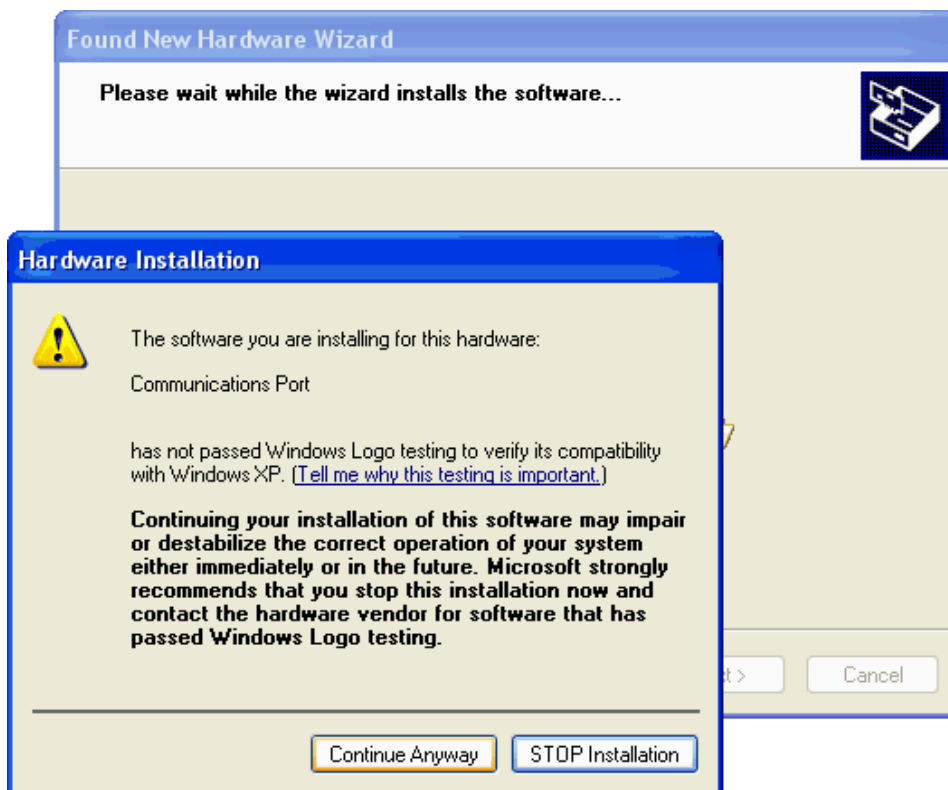 Found New Hardware Wizard
Please wait while the wizard installs the software...
Hardware Installation
The software you are installing for this hardware:
Communications Port
has not passed Windows Logo testing to verify its compatibility
with Windows XP. (Tell me why this testing is important.)
Continuing your installation of this software may impair
or destabilize the correct operation of your system
either immediately or in the future. Microsoft strongly
recommends that you stop this installation now and
contact the hardware vendor for software that has
passed Windows Logo testing.
Cancel
Continue Anyway
STOP Installation